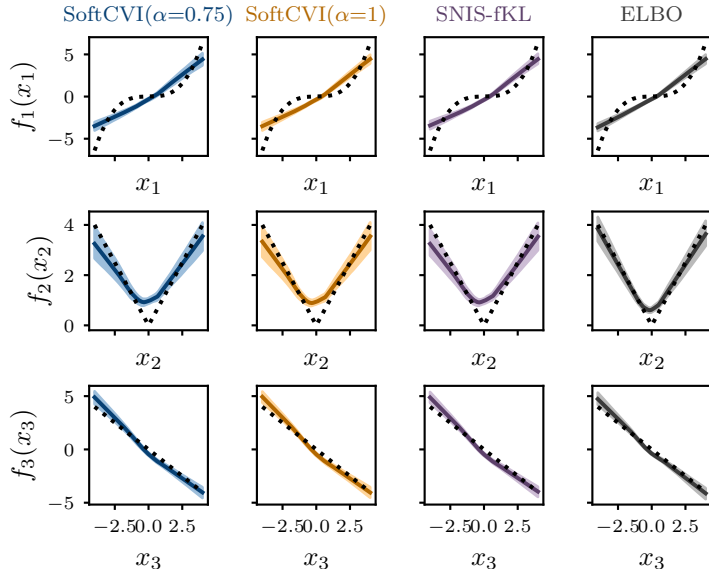 SoftCVI(α=0.75) SoftCVI(α=1) SNIS-fKL ELBO
f₁(x₁)
0
−5
x₁ x₁ x₁ x₁
f₂(x₂)
4
2
0
x₂ x₂ x₂ x₂
f₃(x₃)
5
0
−5
−2.5 0.0 2.5 −2.5 0.0 2.5 −2.5 0.0 2.5 −2.5 0.0 2.5
x₃ x₃ x₃ x₃